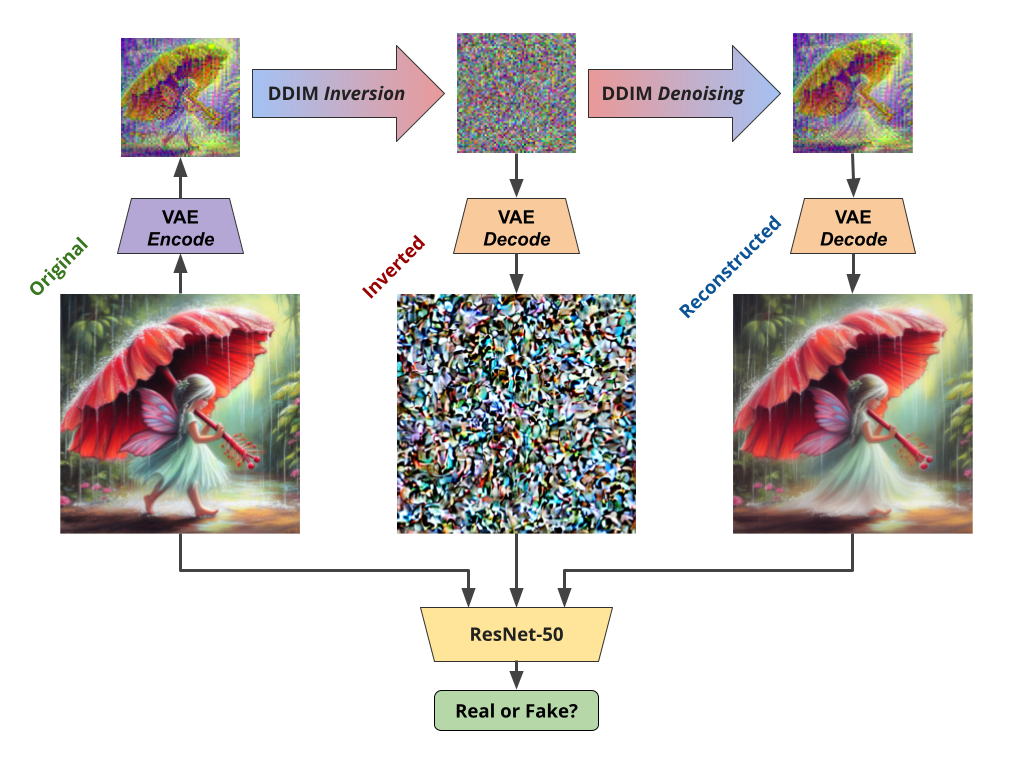 DDIM Inversion
DDIM Denoising
VAE
Encode
VAE
Decode
VAE
Decode
Original
Inverted
Reconstructed
ResNet-50
Real or Fake?